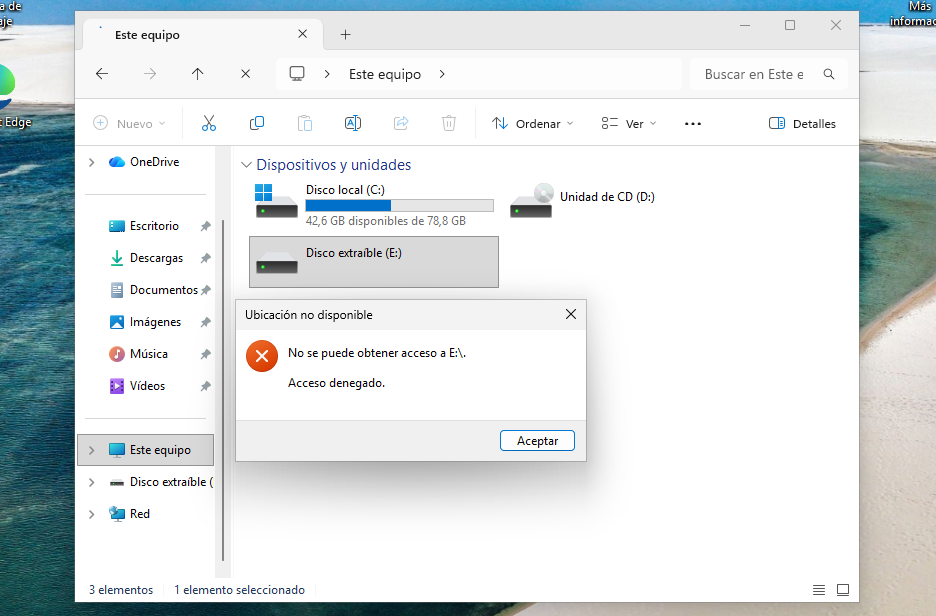 a de
aje
Más
informac
t Edge
Este equipo
Este equipo
Buscar en Este e
Nuevo
Ordenar
Ver
Detalles
OneDrive
Escritorio
Descargas
Documentos
Imágenes
Música
Vídeos
Este equipo
Disco extraíble (
Red
Dispositivos y unidades
Disco local (C:)
42,6 GB disponibles de 78,8 GB
Unidad de CD (D:)
Disco extraíble (E:)
Ubicación no disponible
No se puede obtener acceso a E:\.
Acceso denegado.
Aceptar
3 elementos
1 elemento seleccionado